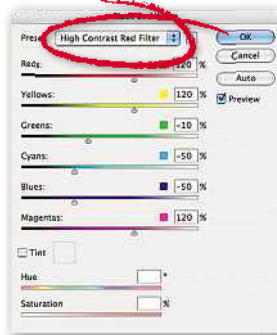 Preset: High Contrast Red Filter OK
Cancel
Reds: 120 %
Auto
Yellows: 120 %
Preview
Greens: -10 %
Cyans: -50 %
Blues: -50 %
Magentas: 120 %
Tint
Hue °
Saturation %